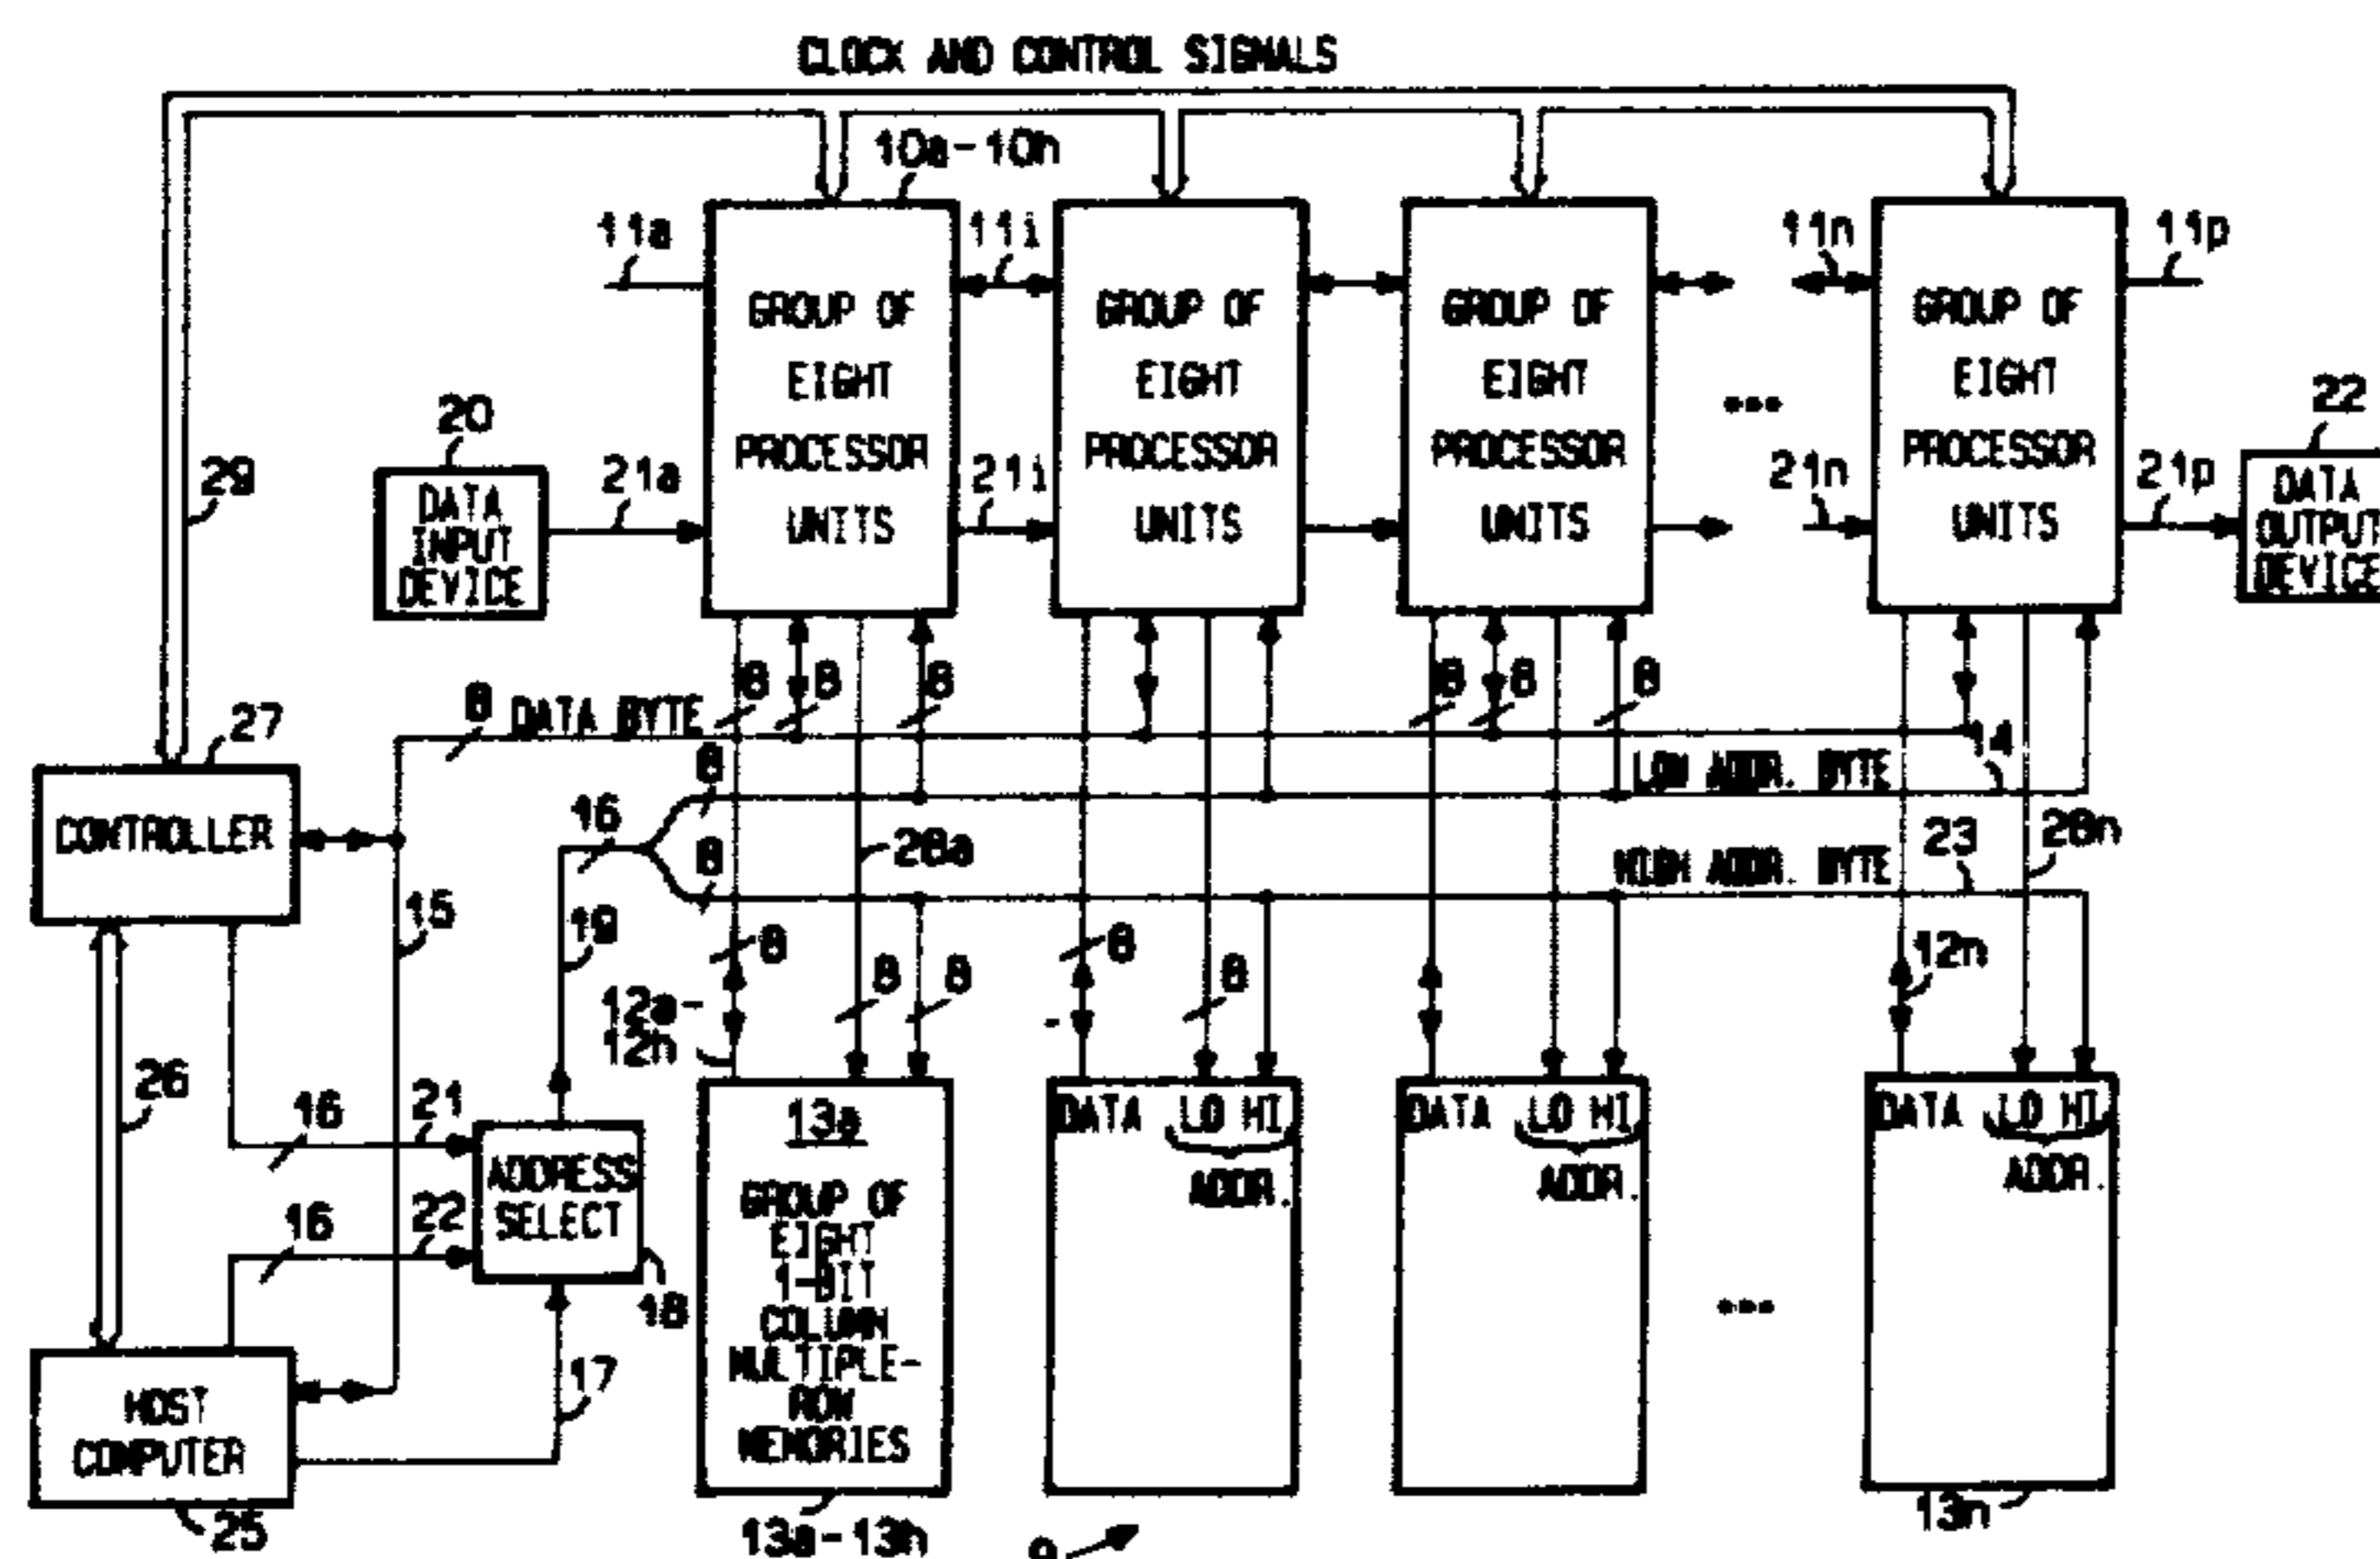 CLOCK AND CONTROL SIGNALS
10a-10h
11a
11i
11n
11p
GROUP OF
EIGHT
PROCESSOR
UNITS
GROUP OF
EIGHT
PROCESSOR
UNITS
GROUP OF
EIGHT
PROCESSOR
UNITS
GROUP OF
EIGHT
PROCESSOR
UNITS
...
20
DATA
INPUT
DEVICE
21a
21i
21n
21p
22
DATA
OUTPUT
DEVICE
29
8
8
8
8
8
8
8
DATA BYTE
27
CONTROLLER
14
LOW ADDR. BYTE
8
16
8
28a
HIGH ADDR. BYTE
23
28n
15
19
8
8
8
8
8
12a-
12h
12n
26
16
21
16
22
ADDRESS
SELECT
18
17
HOST
COMPUTER
25
13a
GROUP OF
EIGHT
1-BIT
COLUMN
MULTIPLE-
ROW
MEMORIES
13a-13h
DATA LO HI
ADDR.
DATA LO HI
ADDR.
...
DATA LO HI
ADDR.
13n
9